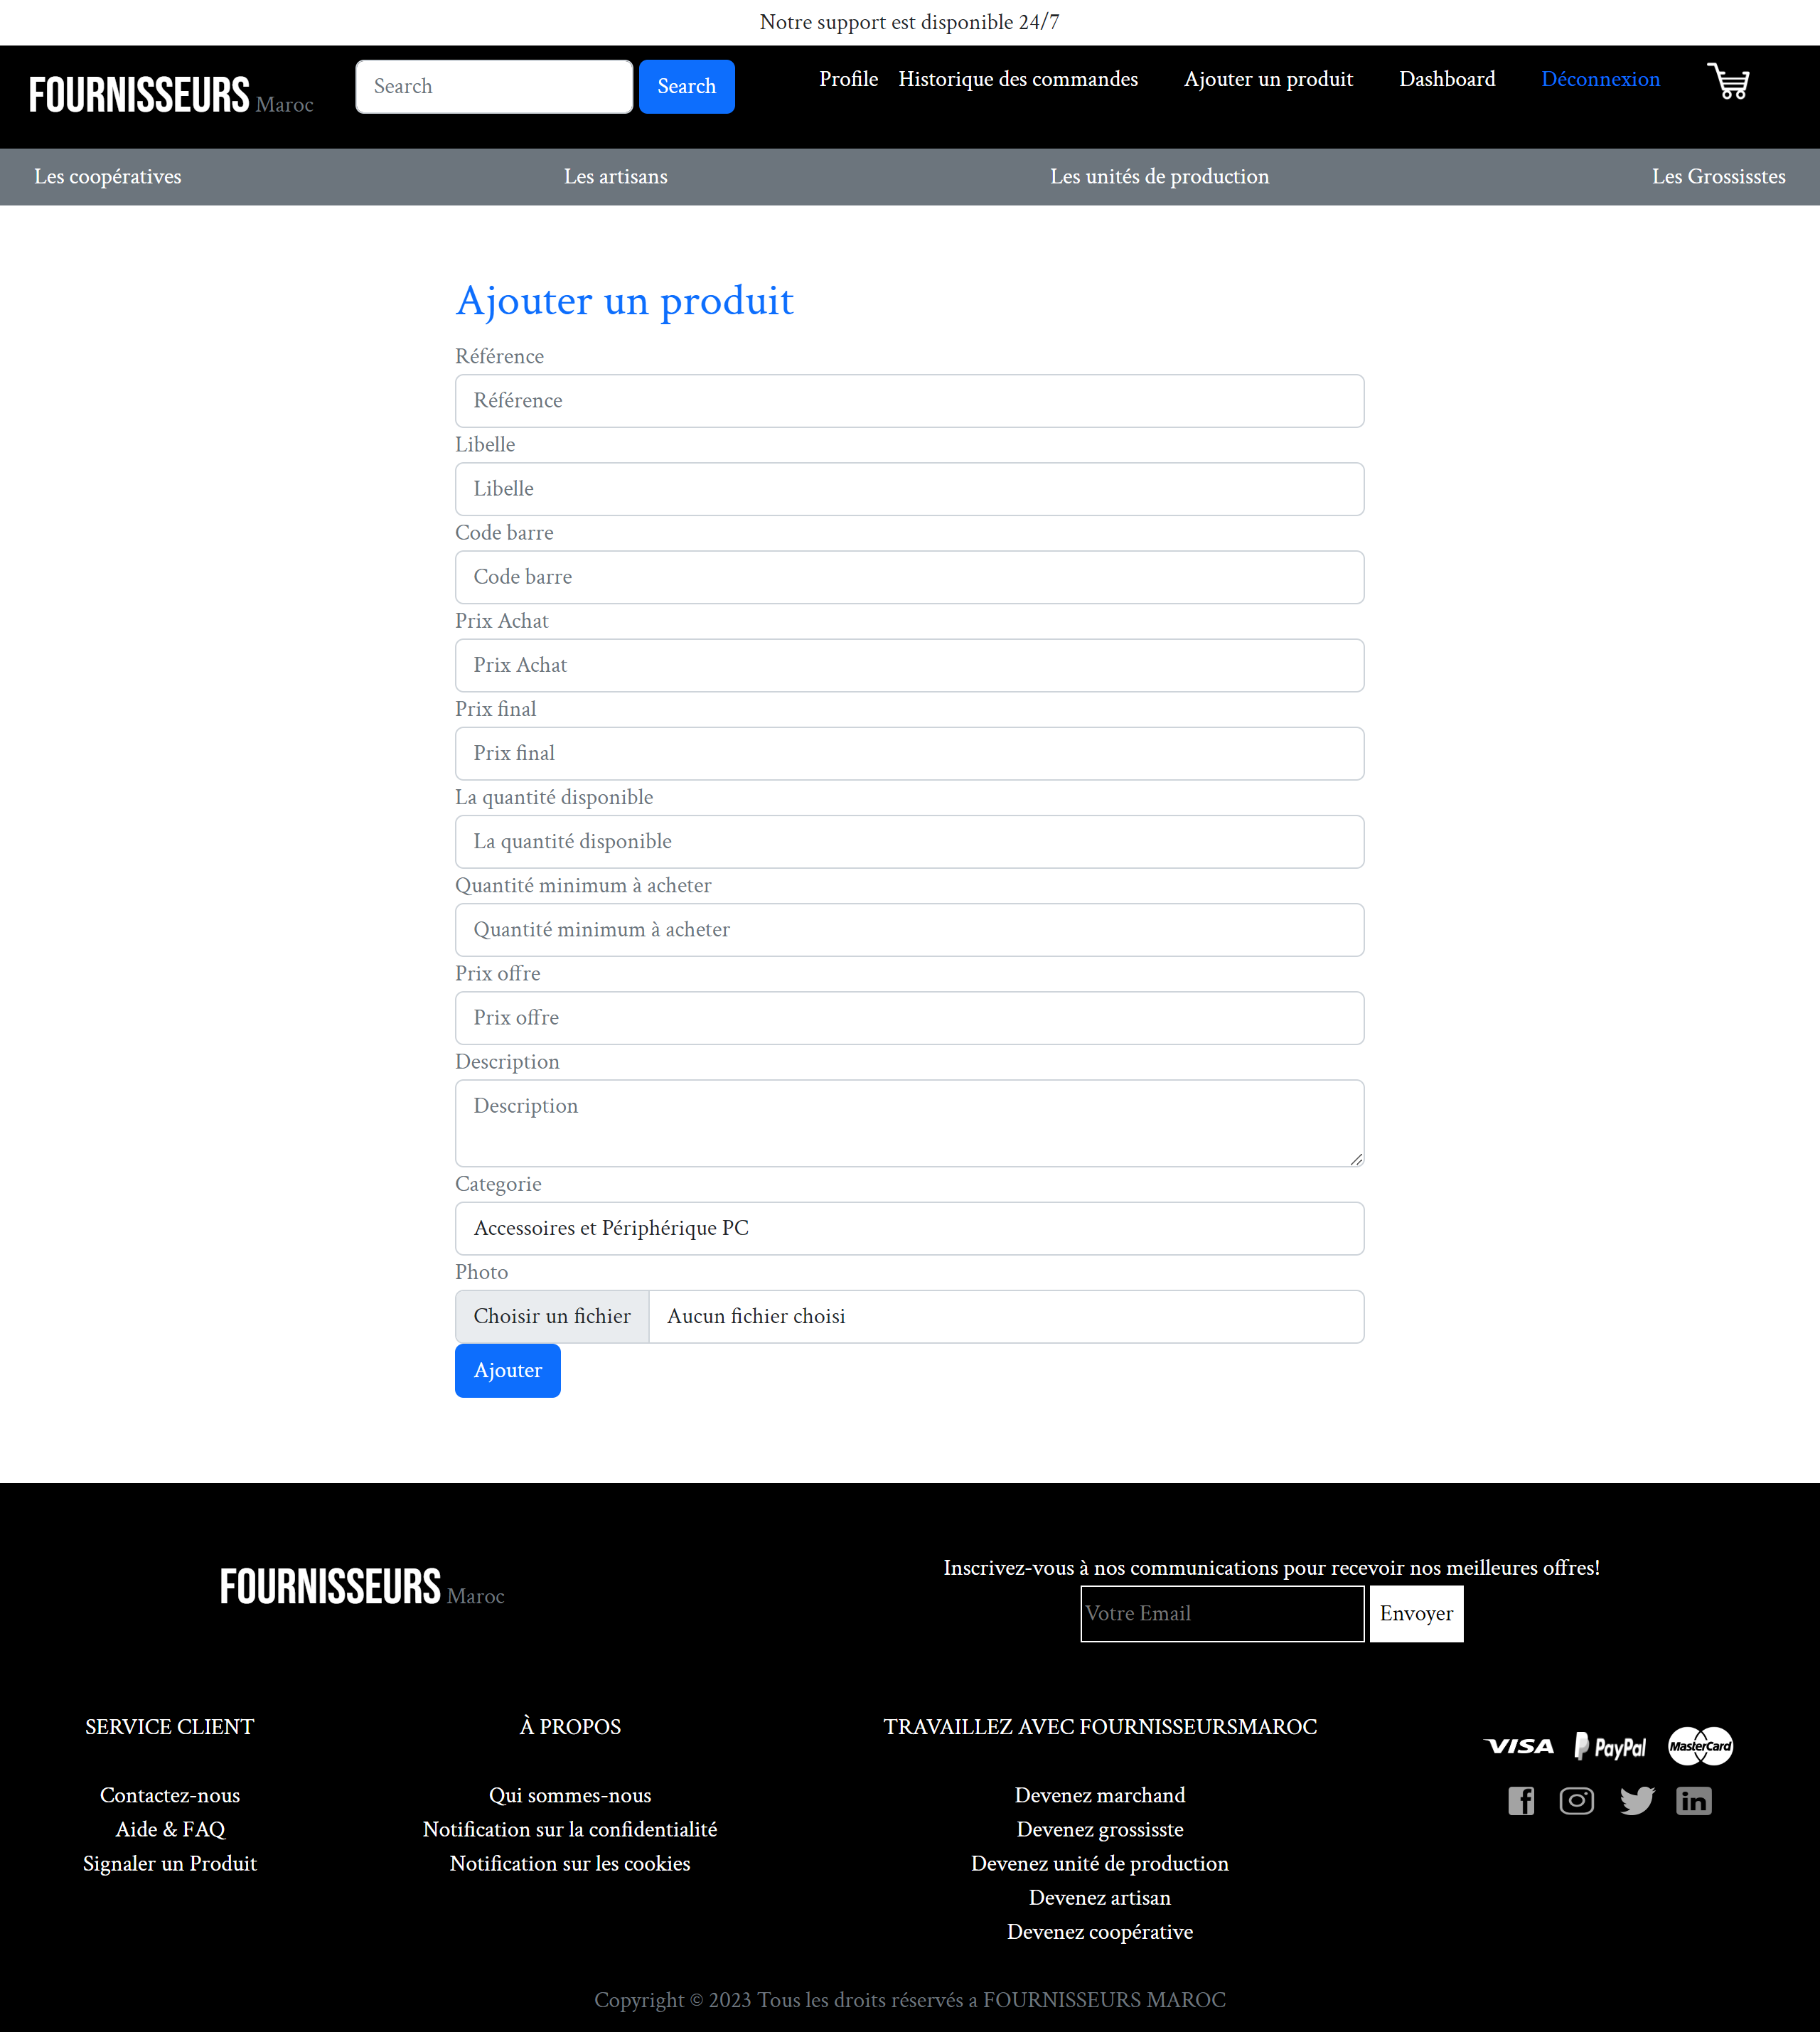 Notre support est disponible 24/7
FOURNISSEURS Maroc
Search
Search
Profile
Historique des commandes
Ajouter un produit
Dashboard
Déconnexion
Les coopératives
Les artisans
Les unités de production
Les Grossisstes
Ajouter un produit
Référence
Référence
Libelle
Libelle
Code barre
Code barre
Prix Achat
Prix Achat
Prix final
Prix final
La quantité disponible
La quantité disponible
Quantité minimum à acheter
Quantité minimum à acheter
Prix offre
Prix offre
Description
Description
Categorie
Accessoires et Périphérique PC
Photo
Choisir un fichier
Aucun fichier choisi
Ajouter
FOURNISSEURS Maroc
Inscrivez-vous à nos communications pour recevoir nos meilleures offres!
Votre Email
Envoyer
SERVICE CLIENT
Contactez-nous
Aide & FAQ
Signaler un Produit
À PROPOS
Qui sommes-nous
Notification sur la confidentialité
Notification sur les cookies
TRAVAILLEZ AVEC FOURNISSEURSMAROC
Devenez marchand
Devenez grossisste
Devenez unité de production
Devenez artisan
Devenez coopérative
VISA
PayPal
MasterCard
Copyright © 2023 Tous les droits réservés a FOURNISSEURS MAROC